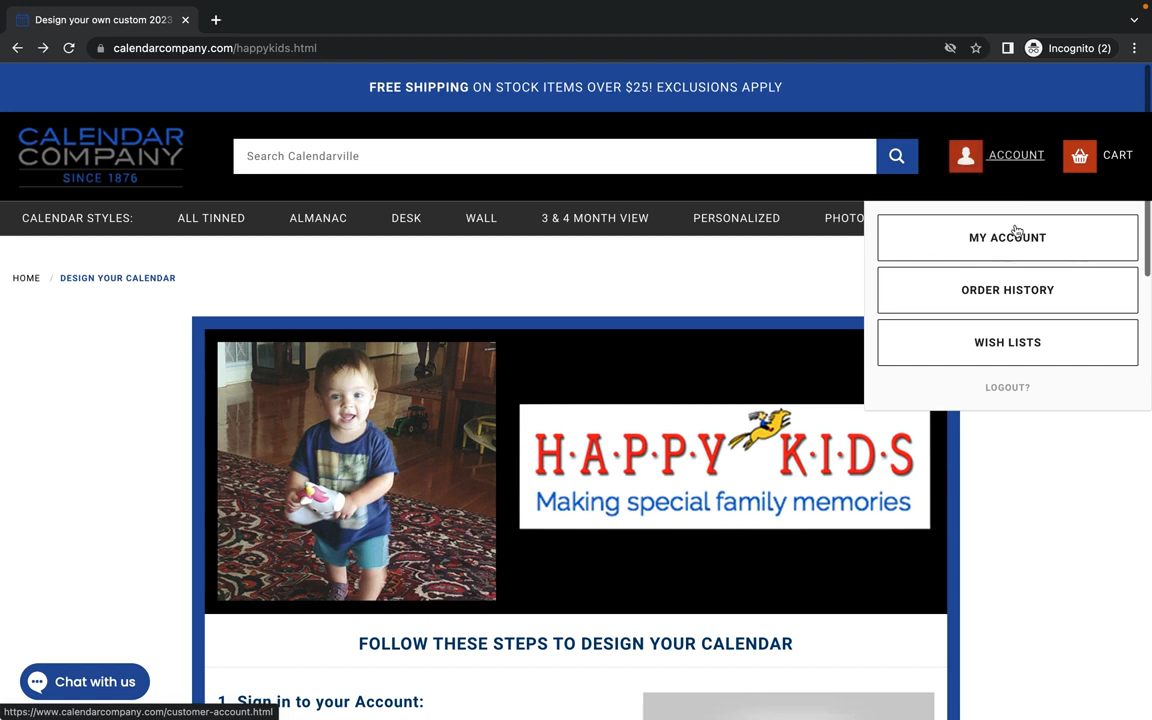 Design your own custom 2023
calendarcompany.com/happykids.html
Incognito (2)
FREE SHIPPING ON STOCK ITEMS OVER $25! EXCLUSIONS APPLY
CALENDAR
COMPANY
SINCE 1876
Search Calendarville
ACCOUNT
CART
CALENDAR STYLES:
ALL TINNED
ALMANAC
DESK
WALL
3 & 4 MONTH VIEW
PERSONALIZED
PHOTO
MY ACCOUNT
ORDER HISTORY
WISH LISTS
LOGOUT?
HOME / DESIGN YOUR CALENDAR
H·A·P·P·Y K·I·D·S
Making special family memories
FOLLOW THESE STEPS TO DESIGN YOUR CALENDAR
1. Sign in to your Account:
Chat with us
https://www.calendarcompany.com/customer-account.html